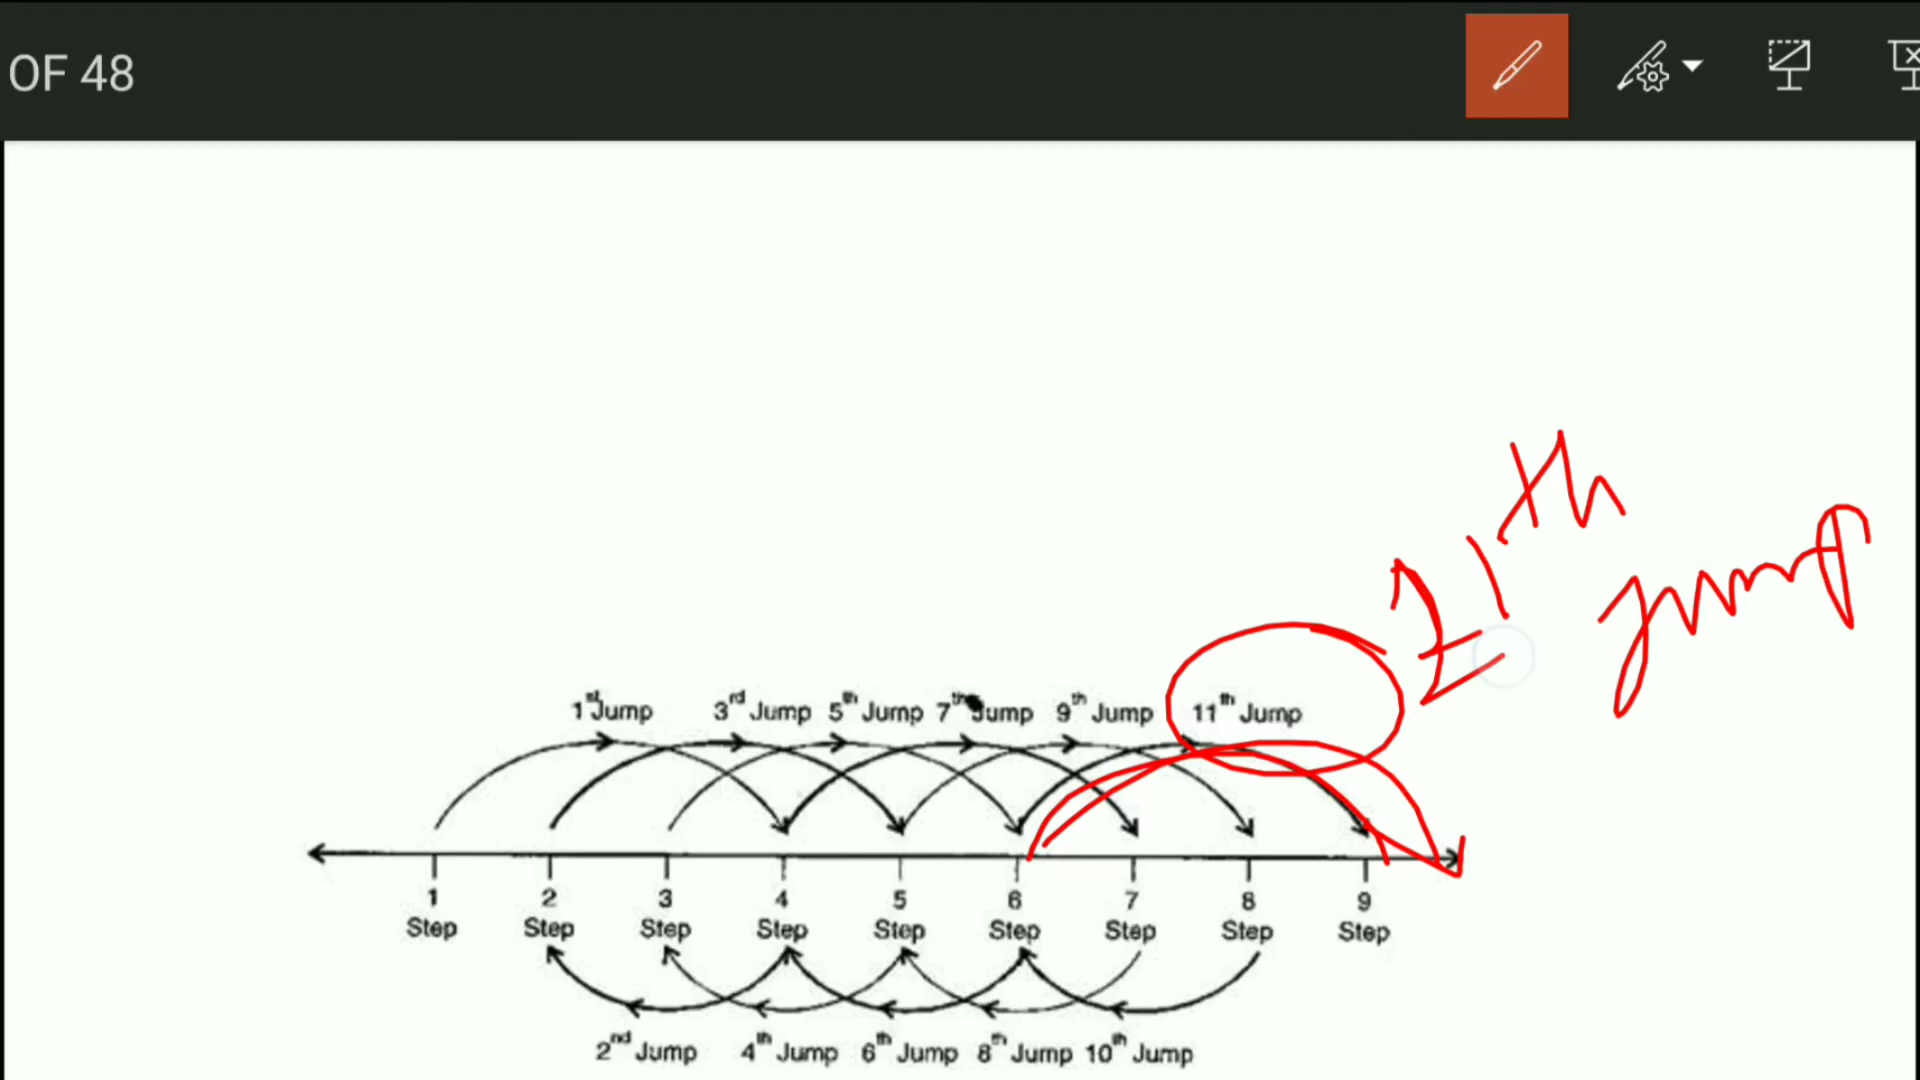 OF 48
11th
jump
1st Jump 3rd Jump 5th Jump 7th Jump 9th Jump 11th Jump
1 2 3 4 5 6 7 8 9
Step Step Step Step Step Step Step Step Step
2nd Jump 4th Jump 6th Jump 8th Jump 10th Jump